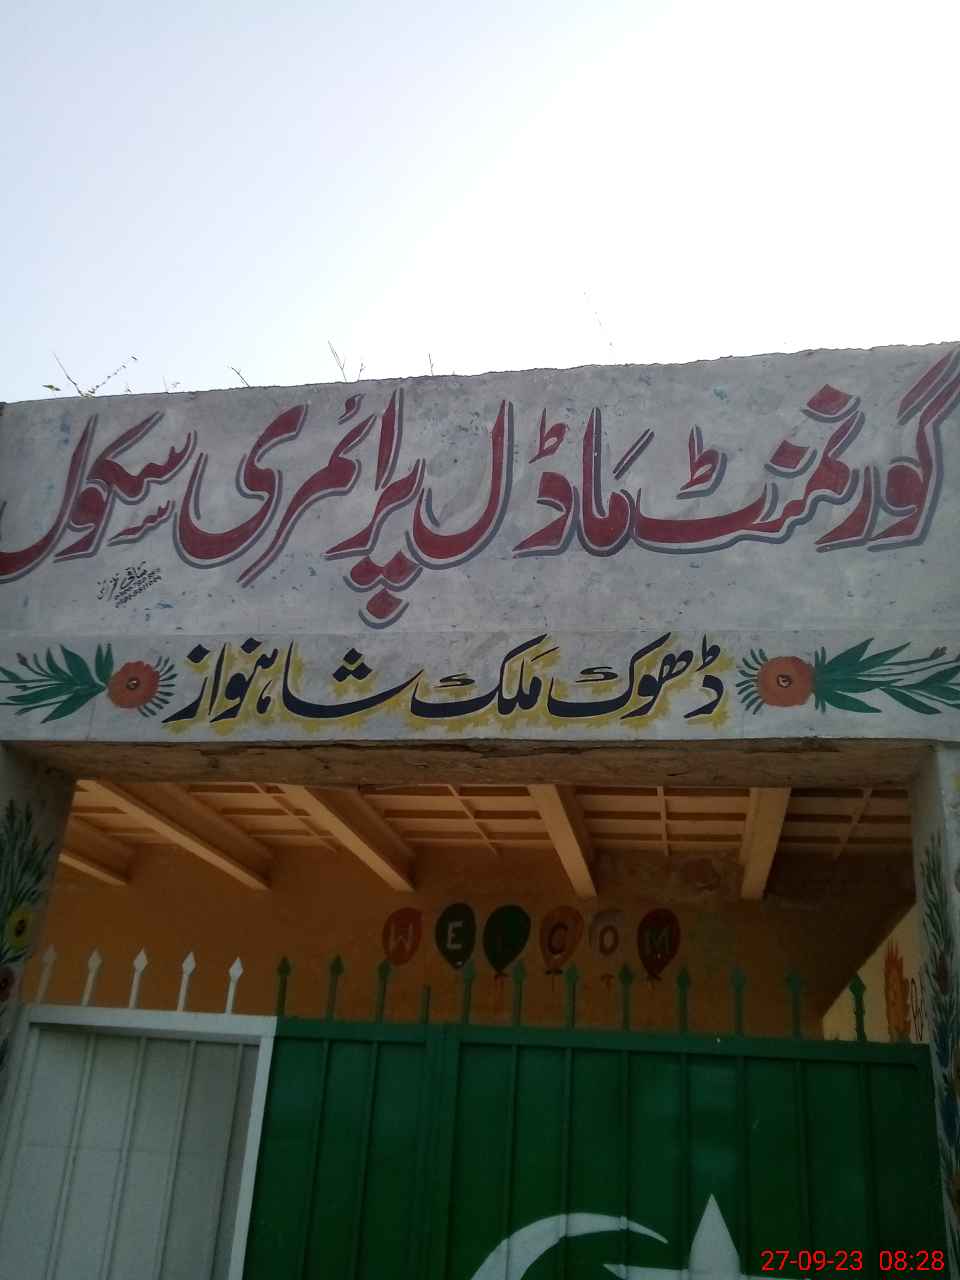 گورنمنٹ ماڈل پرائمری سکول
ڈھوک ملک شاہنواز
WELCOM
27-09-23 08:28